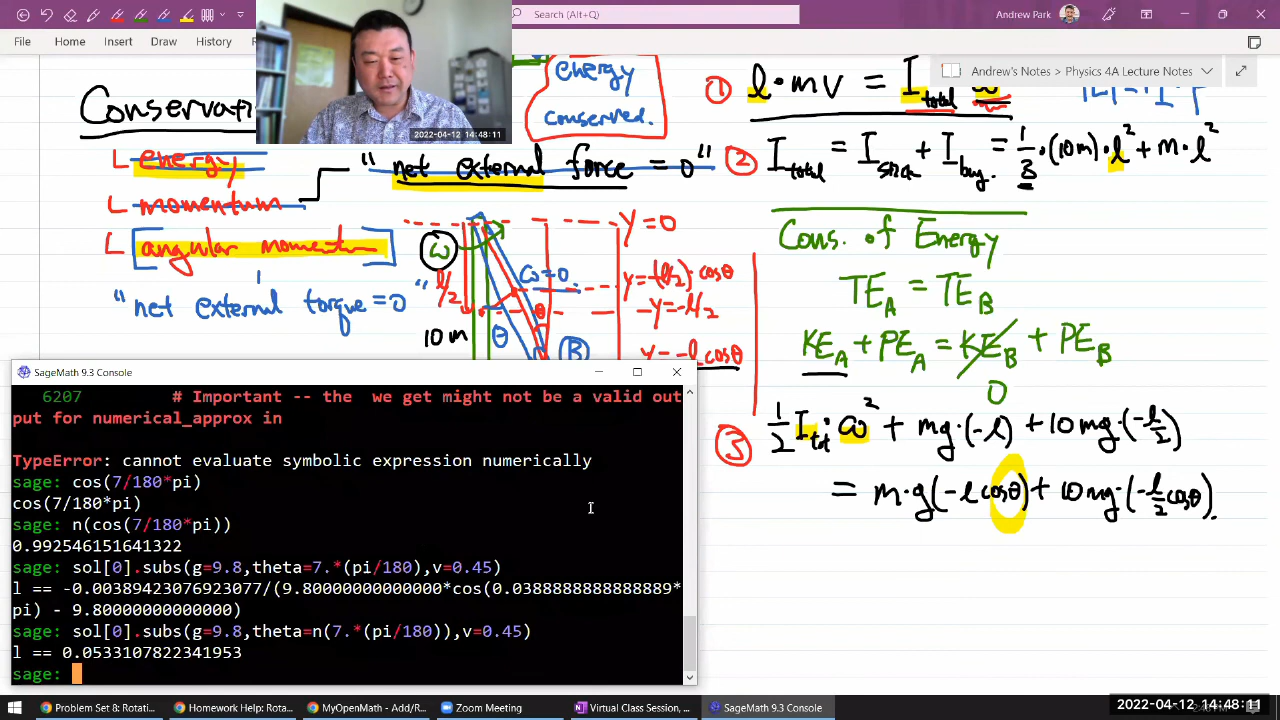 Search (Alt+Q)
Andrew Park
File Home Insert Draw History
Andrew's Notes › Physics 4A Lecture Notes
2022-04-12 14:48:11
Conservati
energy
momentum
angular momentum
"net external torque = 0"
"net external force = 0"
energy
conserved.
① l · mv = I total ω
② I total = I stick + I bug. = 1/3 · (10m) · l² + m · l²
Cons. of Energy
TE_A = TE_B
KE_A + PE_A = KE_B + PE_B
0
③ 1/2 I tot · ω² + mg · (-l) + 10mg · (-l/2)
= m · g (-l cosθ) + 10mg · (-l/2 cosθ).
ω
ω=0.
l/2
10 m
θ
θ
B
y = 0
y = -(l/2) · cosθ
y = -l/2
y = -l cosθ
SageMath 9.3 Console
6207 # Important -- the we get might not be a valid out
put for numerical_approx in
TypeError: cannot evaluate symbolic expression numerically
sage: cos(7/180*pi)
cos(7/180*pi)
sage: n(cos(7/180*pi))
0.992546151641322
sage: sol[0].subs(g=9.8,theta=7.*(pi/180),v=0.45)
l == -0.00389423076923077/(9.80000000000000*cos(0.0388888888888889*
pi) - 9.80000000000000)
sage: sol[0].subs(g=9.8,theta=n(7.*(pi/180)),v=0.45)
l == 0.0533107822341953
sage:
Problem Set & Rotati...
Homework Help: Rota...
MyOpenMath - Add/R...
Zoom Meeting
Virtual Class Session, ...
SageMath 9.3 Console
2022-04-12 14:48:11